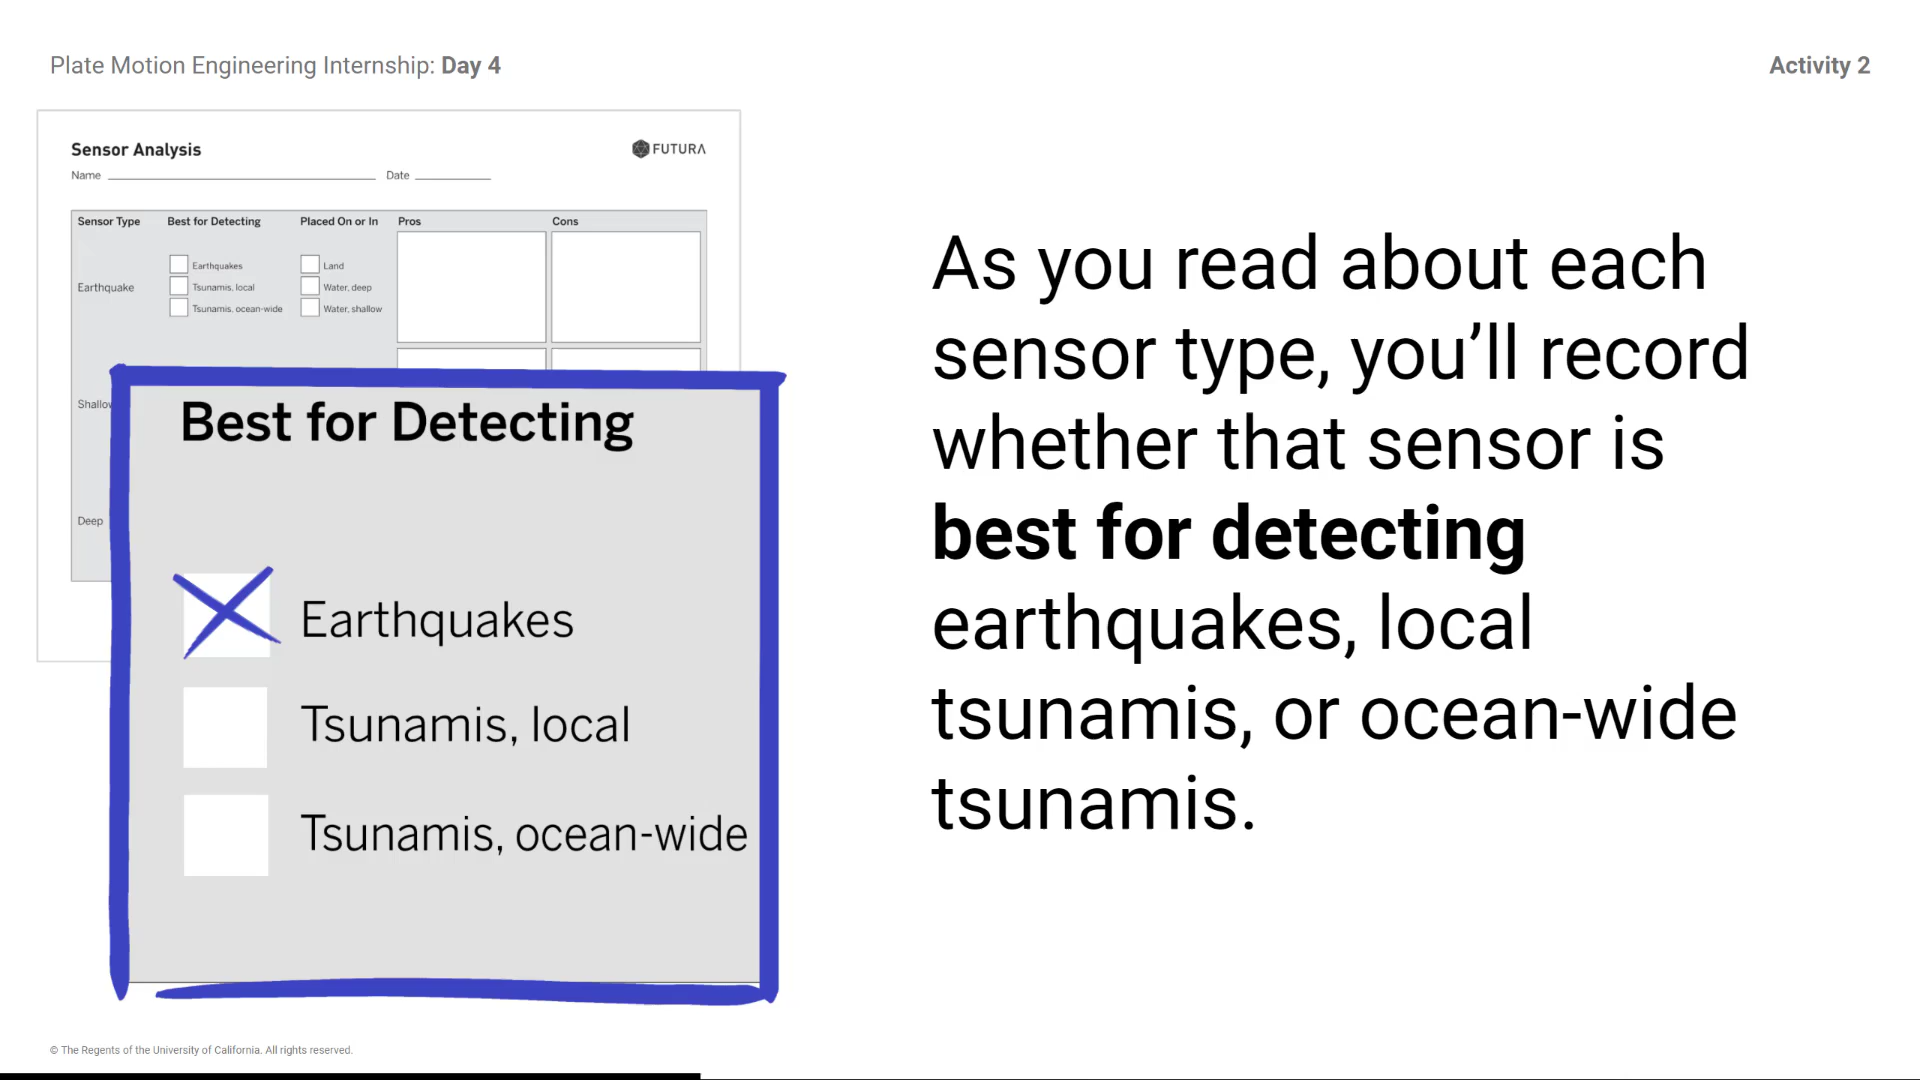 Plate Motion Engineering Internship: Day 4
Activity 2
Sensor Analysis
FUTURA
Name
Date
Sensor Type
Best for Detecting
Placed On or In
Pros
Cons
Earthquake
Earthquakes
Tsunamis, local
Tsunamis, ocean-wide
Land
Water, deep
Water, shallow
Deep
Best for Detecting
Earthquakes
Tsunamis, local
Tsunamis, ocean-wide
As you read about each
sensor type, you’ll record
whether that sensor is
best for detecting
earthquakes, local
tsunamis, or ocean-wide
tsunamis.
© The Regents of the University of California. All rights reserved.